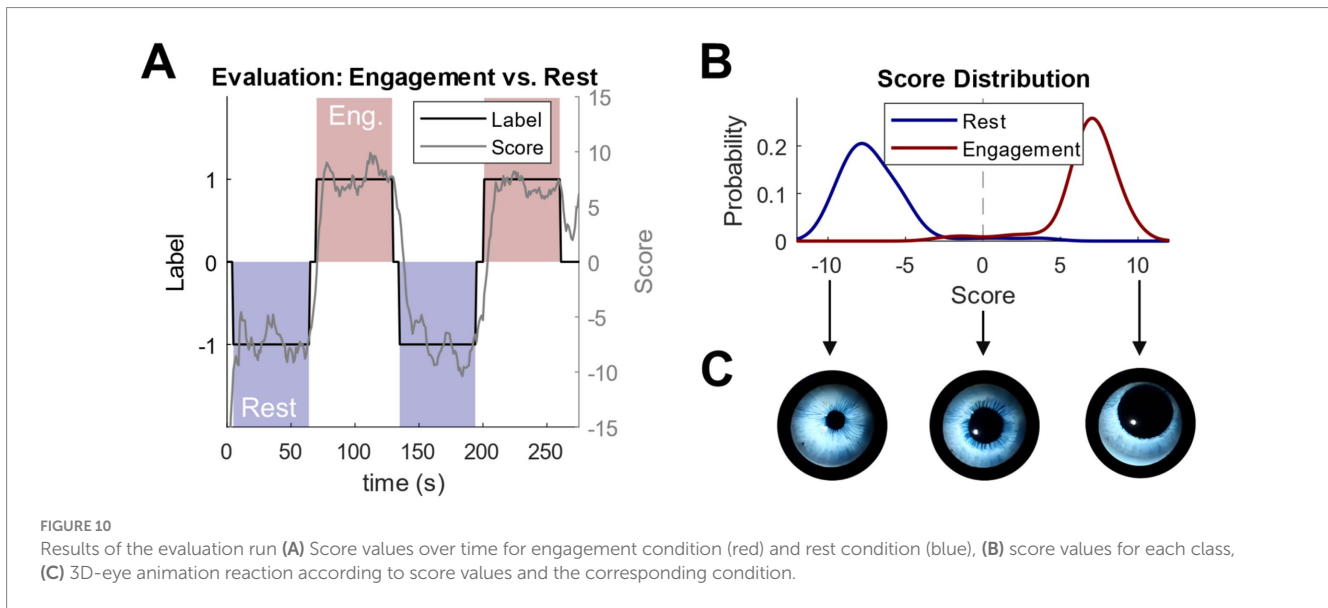 A
Evaluation: Engagement vs. Rest
Eng.
Label
Score
Rest
1
0
-1
Label
15
10
5
0
-5
-10
-15
Score
0 50 100 150 200 250
time (s)
B
Score Distribution
Rest
Engagement
0.2
0.1
0
Probability
-10 -5 0 5 10
Score
C
FIGURE 10
Results of the evaluation run (A) Score values over time for engagement condition (red) and rest condition (blue), (B) score values for each class,
(C) 3D-eye animation reaction according to score values and the corresponding condition.